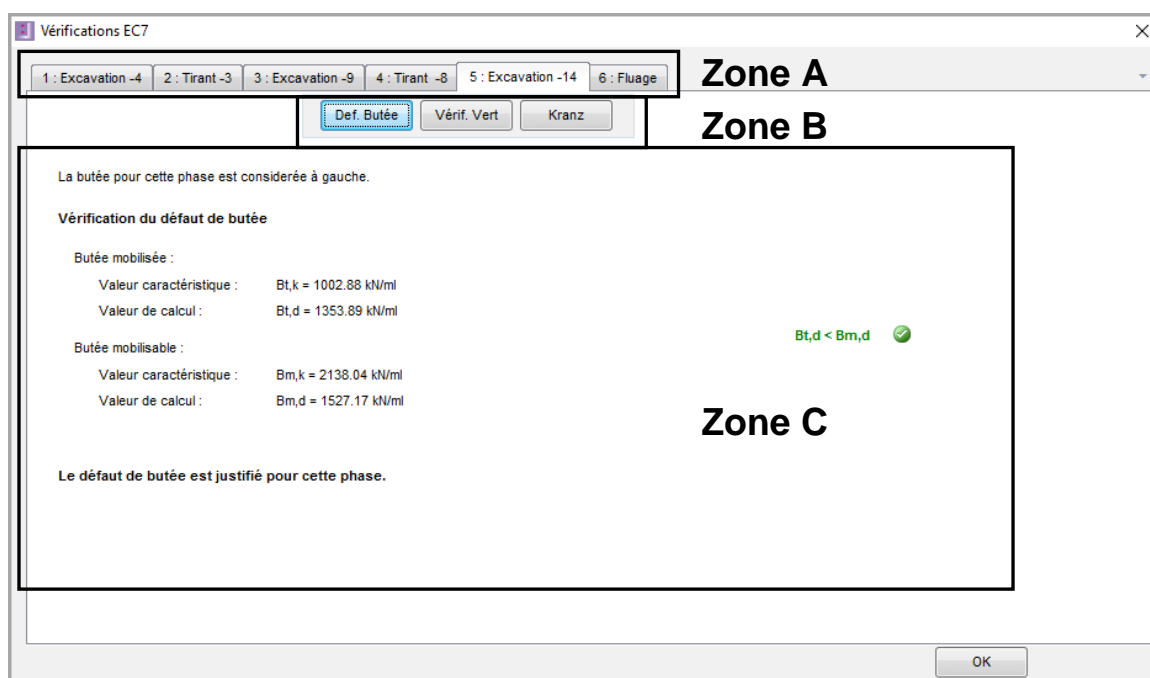 Vérifications EC7
1 : Excavation -4 2 : Tirant -3 3 : Excavation -9 4 : Tirant -8 5 : Excavation -14 6 : Fluage Zone A
Def. Butée Vérif. Vert Kranz Zone B
La butée pour cette phase est considerée à gauche.
Vérification du défaut de butée
Butée mobilisée :
Valeur caractéristique : Bt,k = 1002.88 kN/ml
Valeur de calcul : Bt,d = 1353.89 kN/ml
Bt,d < Bm,d
Butée mobilisable :
Valeur caractéristique : Bm,k = 2138.04 kN/ml
Valeur de calcul : Bm,d = 1527.17 kN/ml
Zone C
Le défaut de butée est justifié pour cette phase.
OK